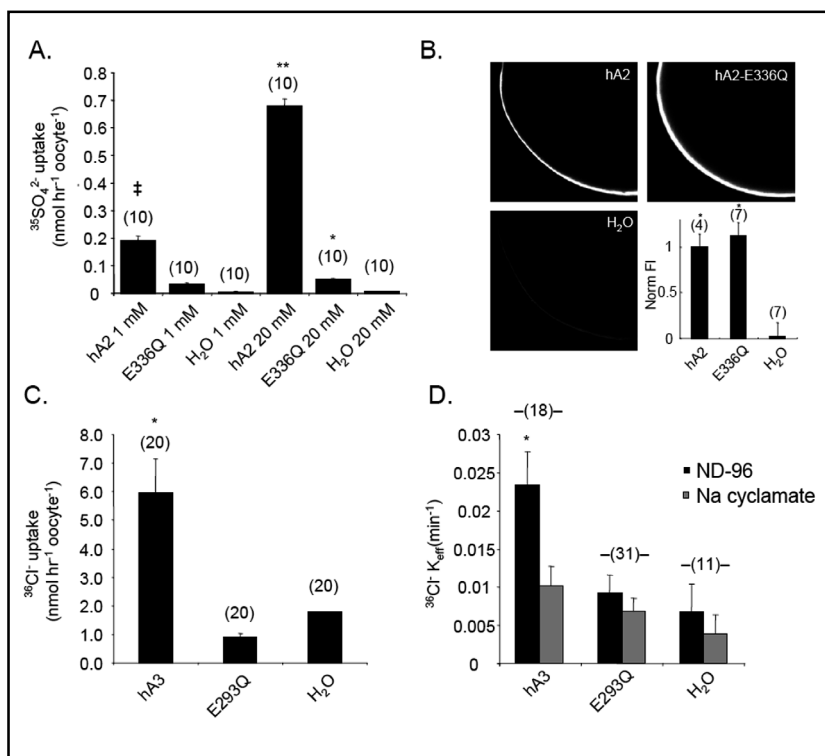 A.
³⁵SO₄²⁻ uptake
(nmol hr⁻¹ oocyte⁻¹)
0.8
0.7
0.6
0.5
0.4
0.3
0.2
0.1
0
‡
(10)
(10)
(10)
**
(10)
*
(10)
(10)
hA2 1 mM
E336Q 1 mM
H₂O 1 mM
hA2 20 mM
E336Q 20 mM
H₂O 20 mM
B.
hA2
hA2-E336Q
H₂O
Norm Fl
1
0.5
0
*
(4)
*
(7)
(7)
hA2
E336Q
H₂O
C.
³⁶Cl⁻ uptake
(nmol hr⁻¹ oocyte⁻¹)
8.0
7.0
6.0
5.0
4.0
3.0
2.0
1.0
0.0
*
(20)
(20)
(20)
hA3
E293Q
H₂O
D.
³⁶Cl⁻ K_eff(min⁻¹)
0.03
0.025
0.02
0.015
0.01
0.005
0
–(18)–
*
–(31)–
–(11)–
ND-96
Na cyclamate
hA3
E293Q
H₂O